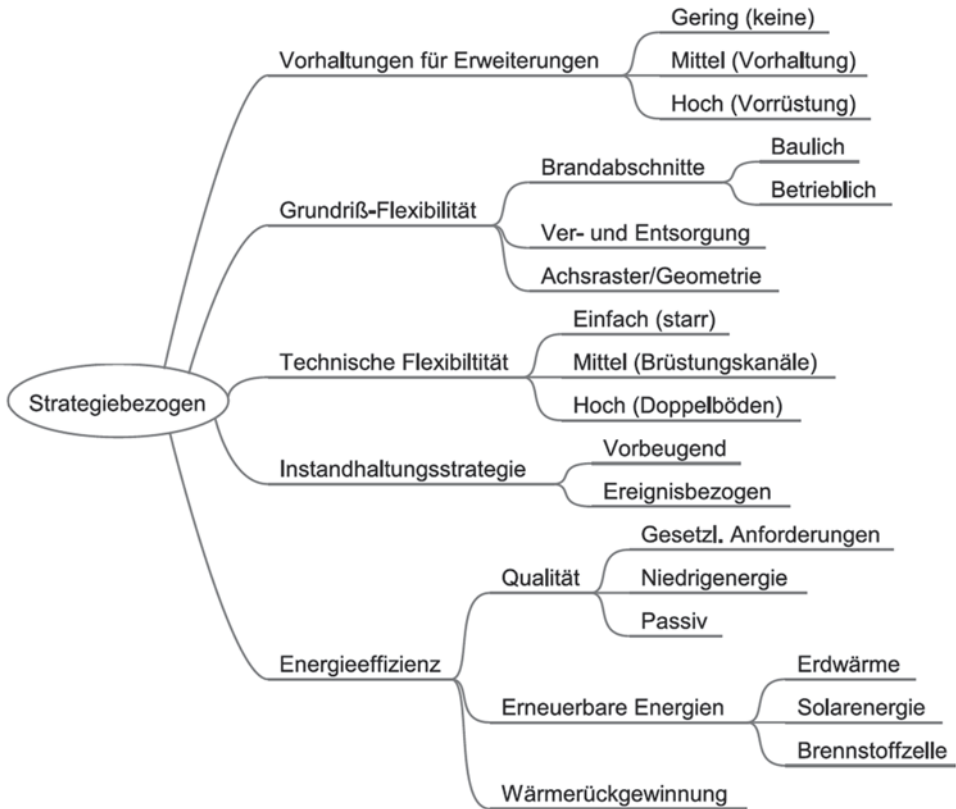 Strategiebezogen
Vorhaltungen für Erweiterungen
Gering (keine)
Mittel (Vorhaltung)
Hoch (Vorrüstung)
Grundriß-Flexibilität
Brandabschnitte
Baulich
Betrieblich
Ver- und Entsorgung
Achsraster/Geometrie
Technische Flexibiltität
Einfach (starr)
Mittel (Brüstungskanäle)
Hoch (Doppelböden)
Instandhaltungsstrategie
Vorbeugend
Ereignisbezogen
Energieeffizienz
Qualität
Gesetzl. Anforderungen
Niedrigenergie
Passiv
Erneuerbare Energien
Erdwärme
Solarenergie
Brennstoffzelle
Wärmerückgewinnung